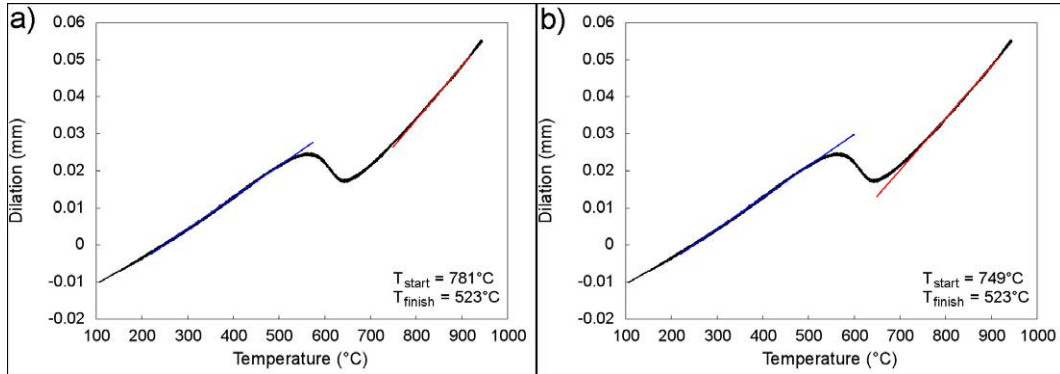 a)
0.06
0.05
0.04
0.03
0.02
0.01
0
-0.01
-0.02
Dilation (mm)
100 200 300 400 500 600 700 800 900 1000
Temperature (°C)
T_start = 781°C
T_finish = 523°C
b)
0.06
0.05
0.04
0.03
0.02
0.01
0
-0.01
-0.02
Dilation (mm)
100 200 300 400 500 600 700 800 900 1000
Temperature (°C)
T_start = 749°C
T_finish = 523°C